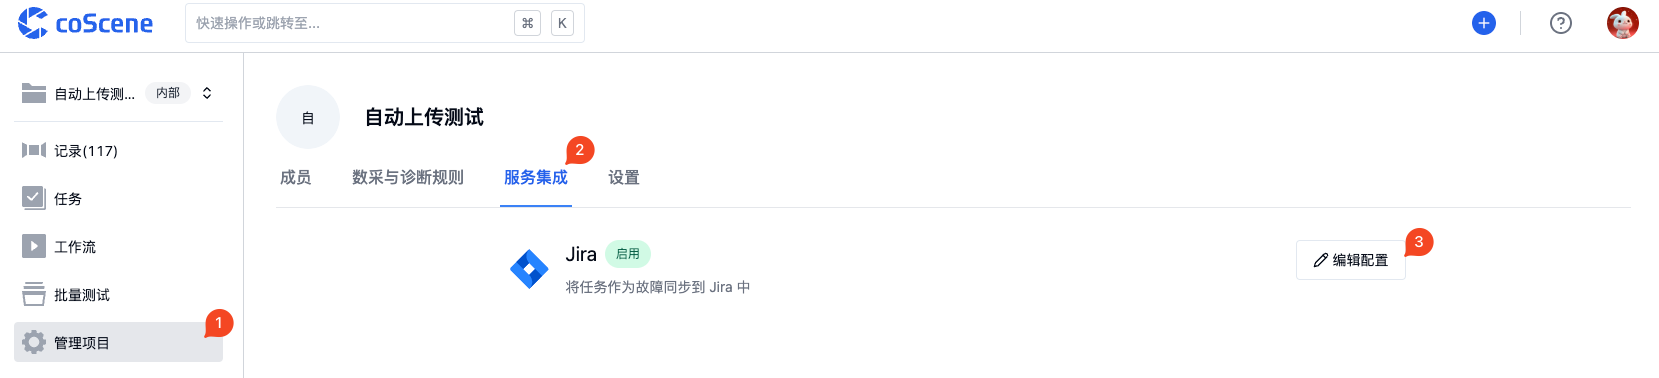 coScene
快速操作或跳转至...
⌘ K
自动上传测... 内部
记录(117)
任务
工作流
批量测试
管理项目
1
自
自动上传测试
2
成员 数采与诊断规则 服务集成 设置
Jira 启用
将任务作为故障同步到 Jira 中
编辑配置
3